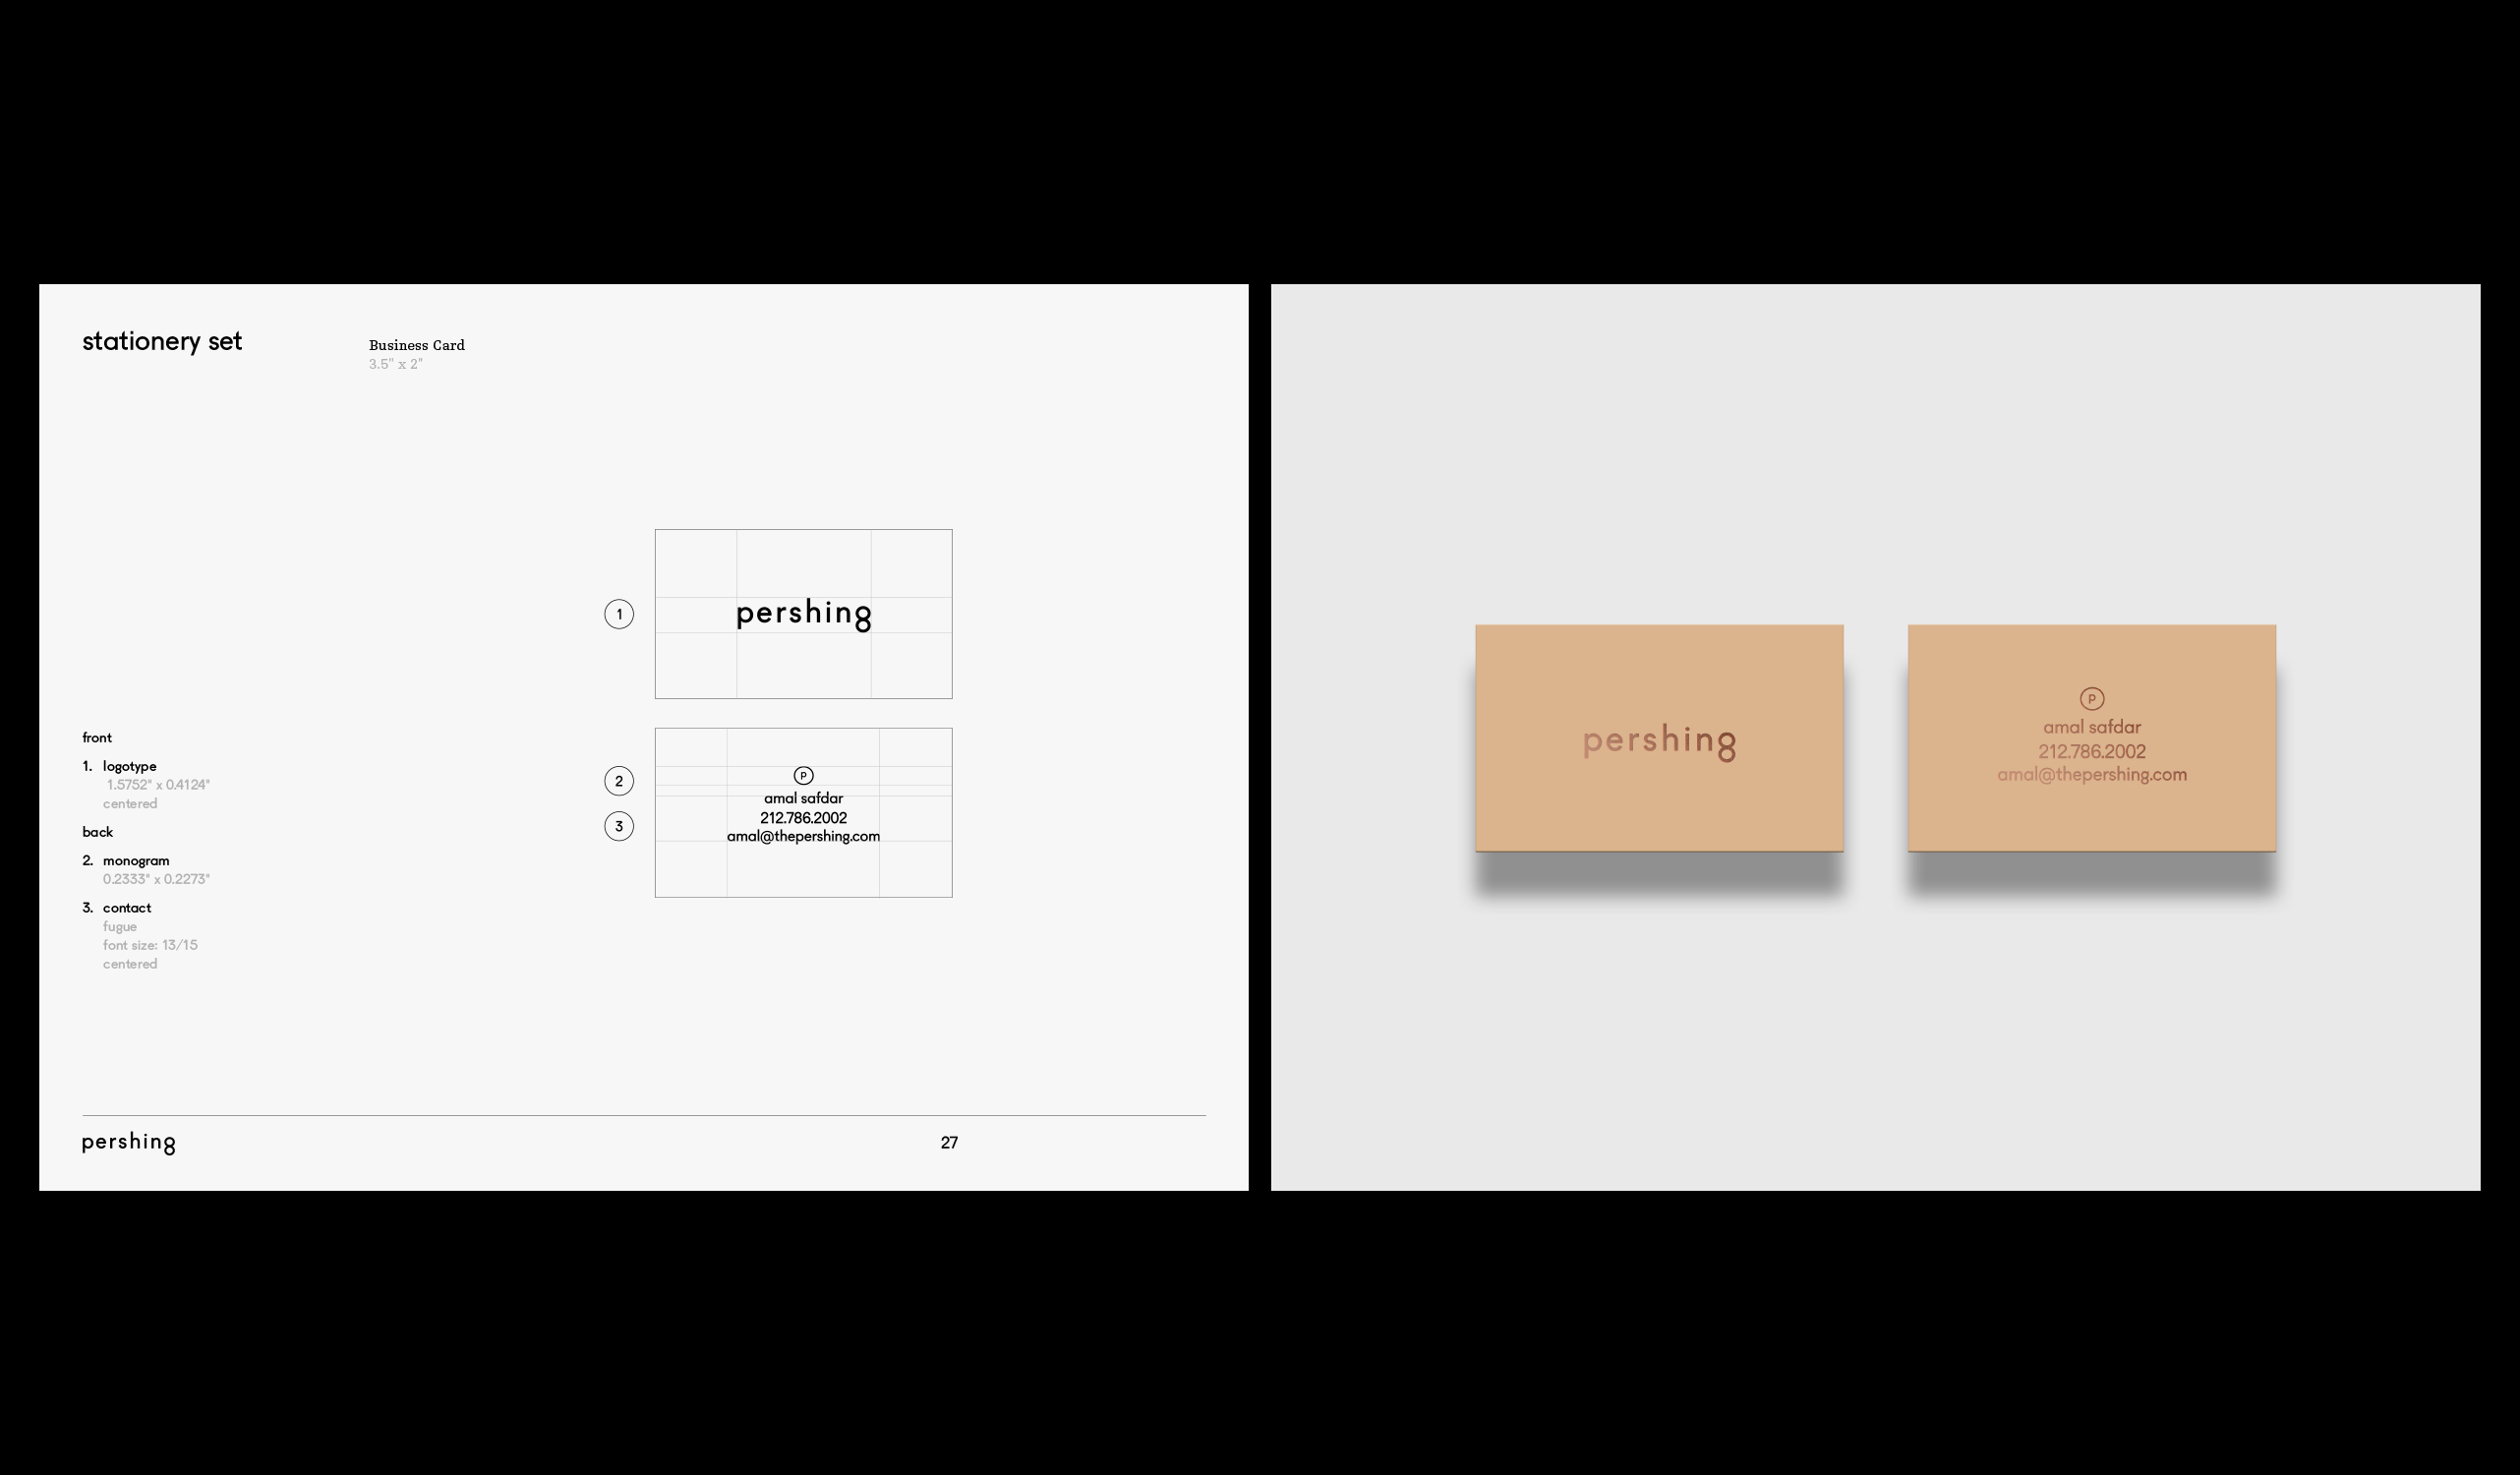 stationery set
Business Card
3.5" x 2"
1
pershing
2
3
P
amal safdar
212.786.2002
amal@thepershing.com
front
1. logotype
1.5752" x 0.4124"
centered
back
2. monogram
0.2333" x 0.2273"
3. contact
fugue
font size: 13/15
centered
pershing
27
pershing
P
amal safdar
212.786.2002
amal@thepershing.com